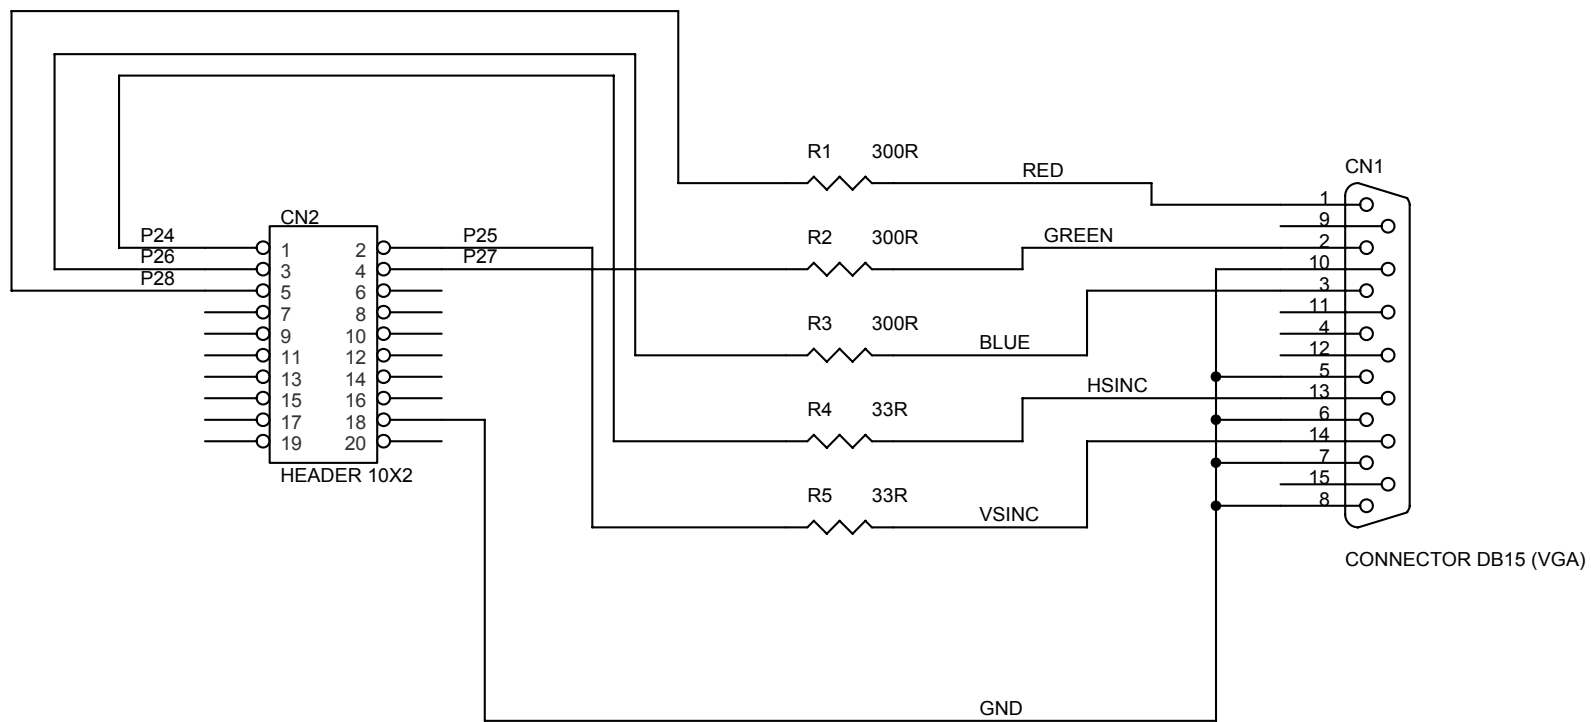 R1 300R
RED
CN1
CN2
P24
P26
P28
P25
P27
1 2
3 4
5 6
7 8
9 10
11 12
13 14
15 16
17 18
19 20
HEADER 10X2
R2 300R
GREEN
R3 300R
BLUE
R4 33R
HSINC
R5 33R
VSINC
GND
1
9
2
10
3
11
4
12
5
13
6
14
7
15
8
CONNECTOR DB15 (VGA)